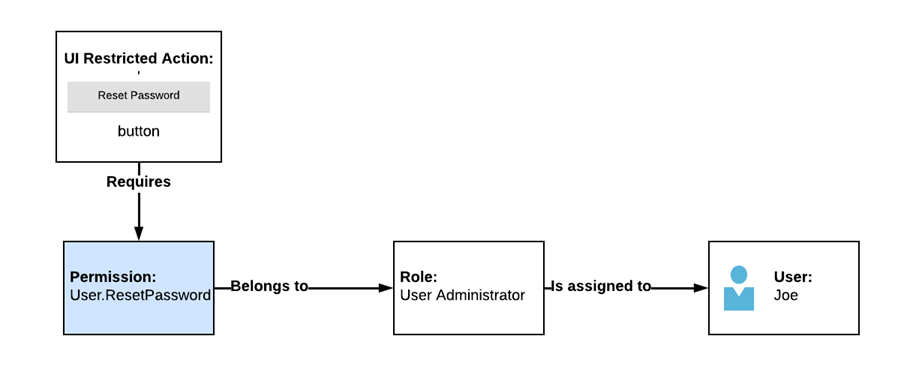 UI Restricted Action:
Reset Password
button
Requires
Permission:
User.ResetPassword
Belongs to
Role:
User Administrator
Is assigned to
User:
Joe